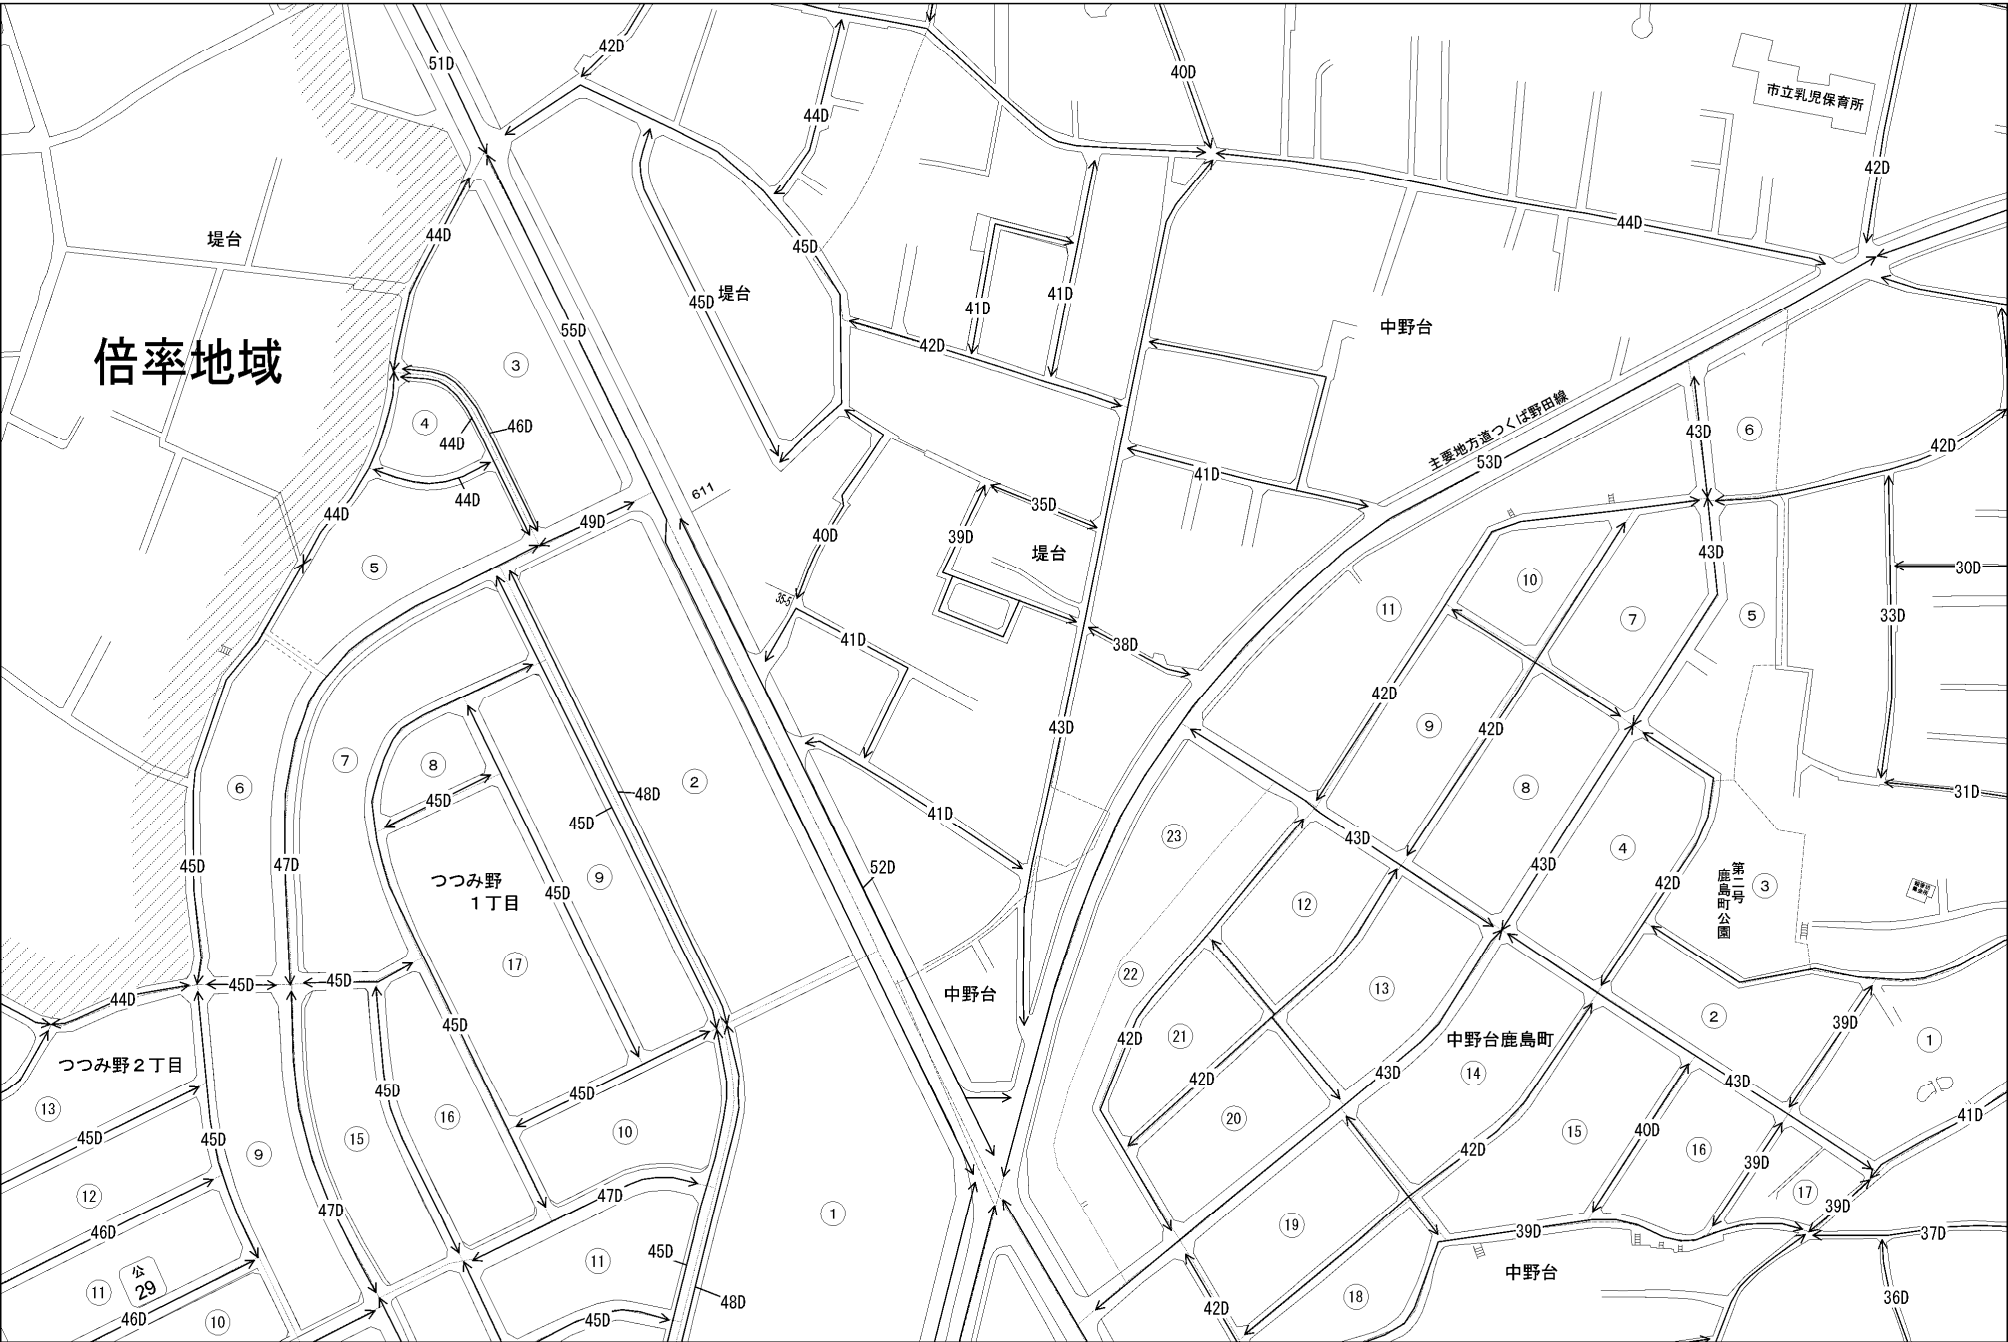 42D
51D
40D
44D
市立乳児保育所
42D
堤台
44D
44D
45D
堤台
45D
41D
41D
55D
42D
中野台
倍率地域
③
④
44D
46D
44D
主要地方道つくば野田線
53D
43D
⑥
42D
41D
611
35D
44D
49D
40D
39D
堤台
43D
⑤
⑩
⑪
⑦
⑤
30D
33D
35-5
41D
38D
42D
⑨
42D
43D
⑦
⑧
⑥
②
48D
45D
45D
⑧
31D
41D
㉓
43D
④
43D
45D
47D
52D
つつみ野
1丁目
45D
⑨
42D
第二号
鹿島町公園
③
⑫
⑰
㉒
⑬
45D
45D
44D
中野台
②
39D
45D
42D
㉑
中野台鹿島町
①
つつみ野2丁目
42D
43D
⑭
43D
45D
45D
⑬
⑯
⑳
41D
45D
45D
⑮
⑩
⑮
40D
⑯
⑨
42D
39D
⑫
47D
47D
⑰
39D
①
⑲
46D
39D
37D
45D
⑪
中野台
公
29
⑪
48D
42D
⑱
36D
46D
⑩
45D